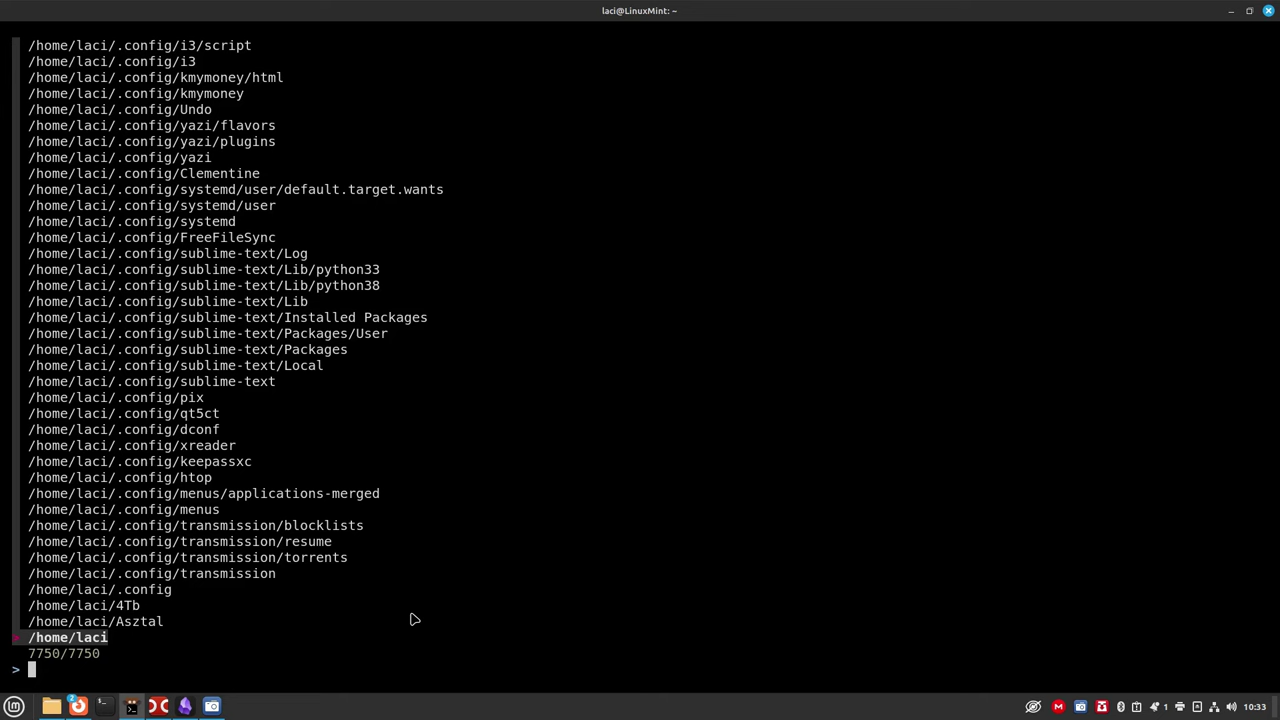 laci@LinuxMint: ~
/home/laci/.config/i3/script
/home/laci/.config/i3
/home/laci/.config/kmymoney/html
/home/laci/.config/kmymoney
/home/laci/.config/Undo
/home/laci/.config/yazi/flavors
/home/laci/.config/yazi/plugins
/home/laci/.config/yazi
/home/laci/.config/Clementine
/home/laci/.config/systemd/user/default.target.wants
/home/laci/.config/systemd/user
/home/laci/.config/systemd
/home/laci/.config/FreeFileSync
/home/laci/.config/sublime-text/Log
/home/laci/.config/sublime-text/Lib/python33
/home/laci/.config/sublime-text/Lib/python38
/home/laci/.config/sublime-text/Lib
/home/laci/.config/sublime-text/Installed Packages
/home/laci/.config/sublime-text/Packages/User
/home/laci/.config/sublime-text/Packages
/home/laci/.config/sublime-text/Local
/home/laci/.config/sublime-text
/home/laci/.config/pix
/home/laci/.config/qt5ct
/home/laci/.config/dconf
/home/laci/.config/xreader
/home/laci/.config/keepassxc
/home/laci/.config/htop
/home/laci/.config/menus/applications-merged
/home/laci/.config/menus
/home/laci/.config/transmission/blocklists
/home/laci/.config/transmission/resume
/home/laci/.config/transmission/torrents
/home/laci/.config/transmission
/home/laci/.config
/home/laci/4Tb
/home/laci/Asztal
/home/laci
7750/7750
>
2
1
10:33